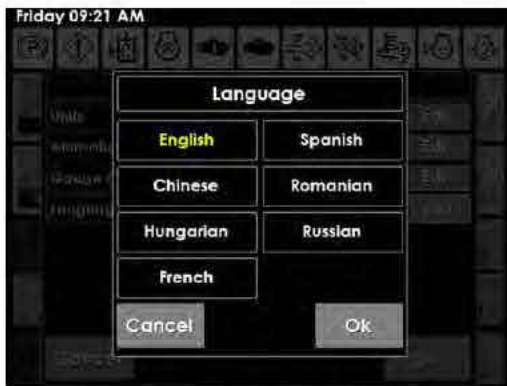 Friday 09:21 AM
Language
English Spanish
Chinese Romanian
Hungarian Russian
French
Cancel Ok